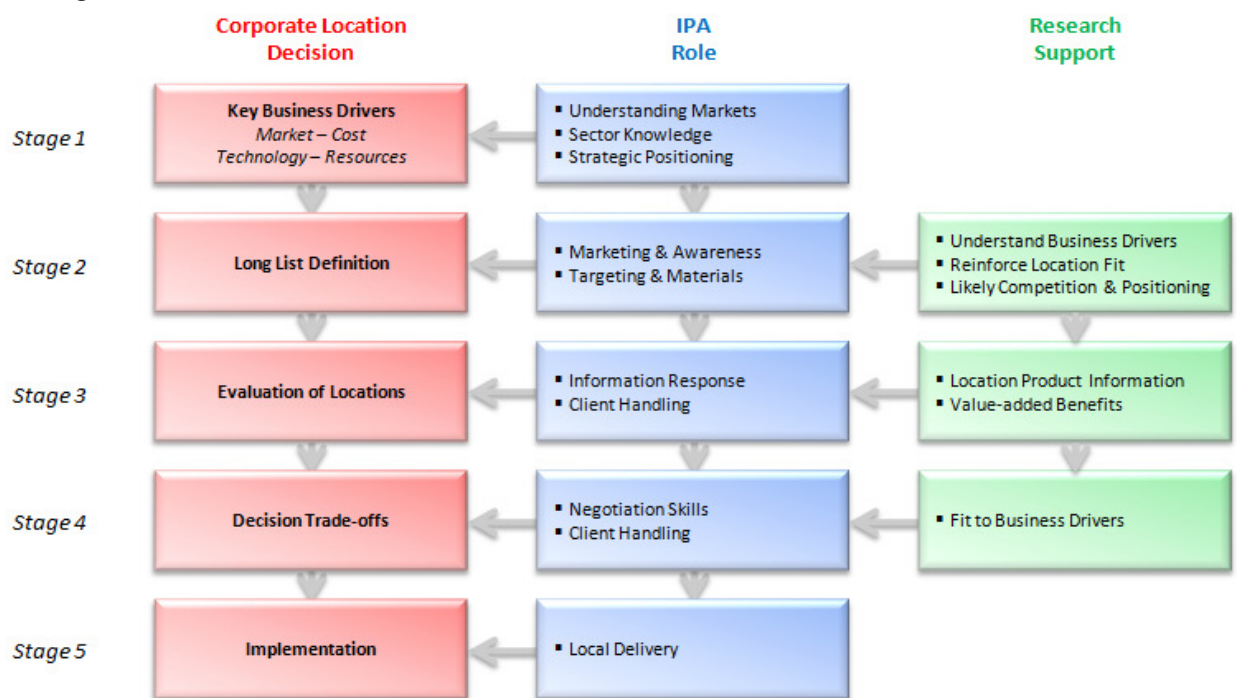 Corporate Location
Decision
IPA
Role
Research
Support
Stage 1
Key Business Drivers
Market – Cost
Technology – Resources
▪ Understanding Markets
▪ Sector Knowledge
▪ Strategic Positioning
Stage 2
Long List Definition
▪ Marketing & Awareness
▪ Targeting & Materials
▪ Understand Business Drivers
▪ Reinforce Location Fit
▪ Likely Competition & Positioning
Stage 3
Evaluation of Locations
▪ Information Response
▪ Client Handling
▪ Location Product Information
▪ Value-added Benefits
Stage 4
Decision Trade-offs
▪ Negotiation Skills
▪ Client Handling
▪ Fit to Business Drivers
Stage 5
Implementation
▪ Local Delivery